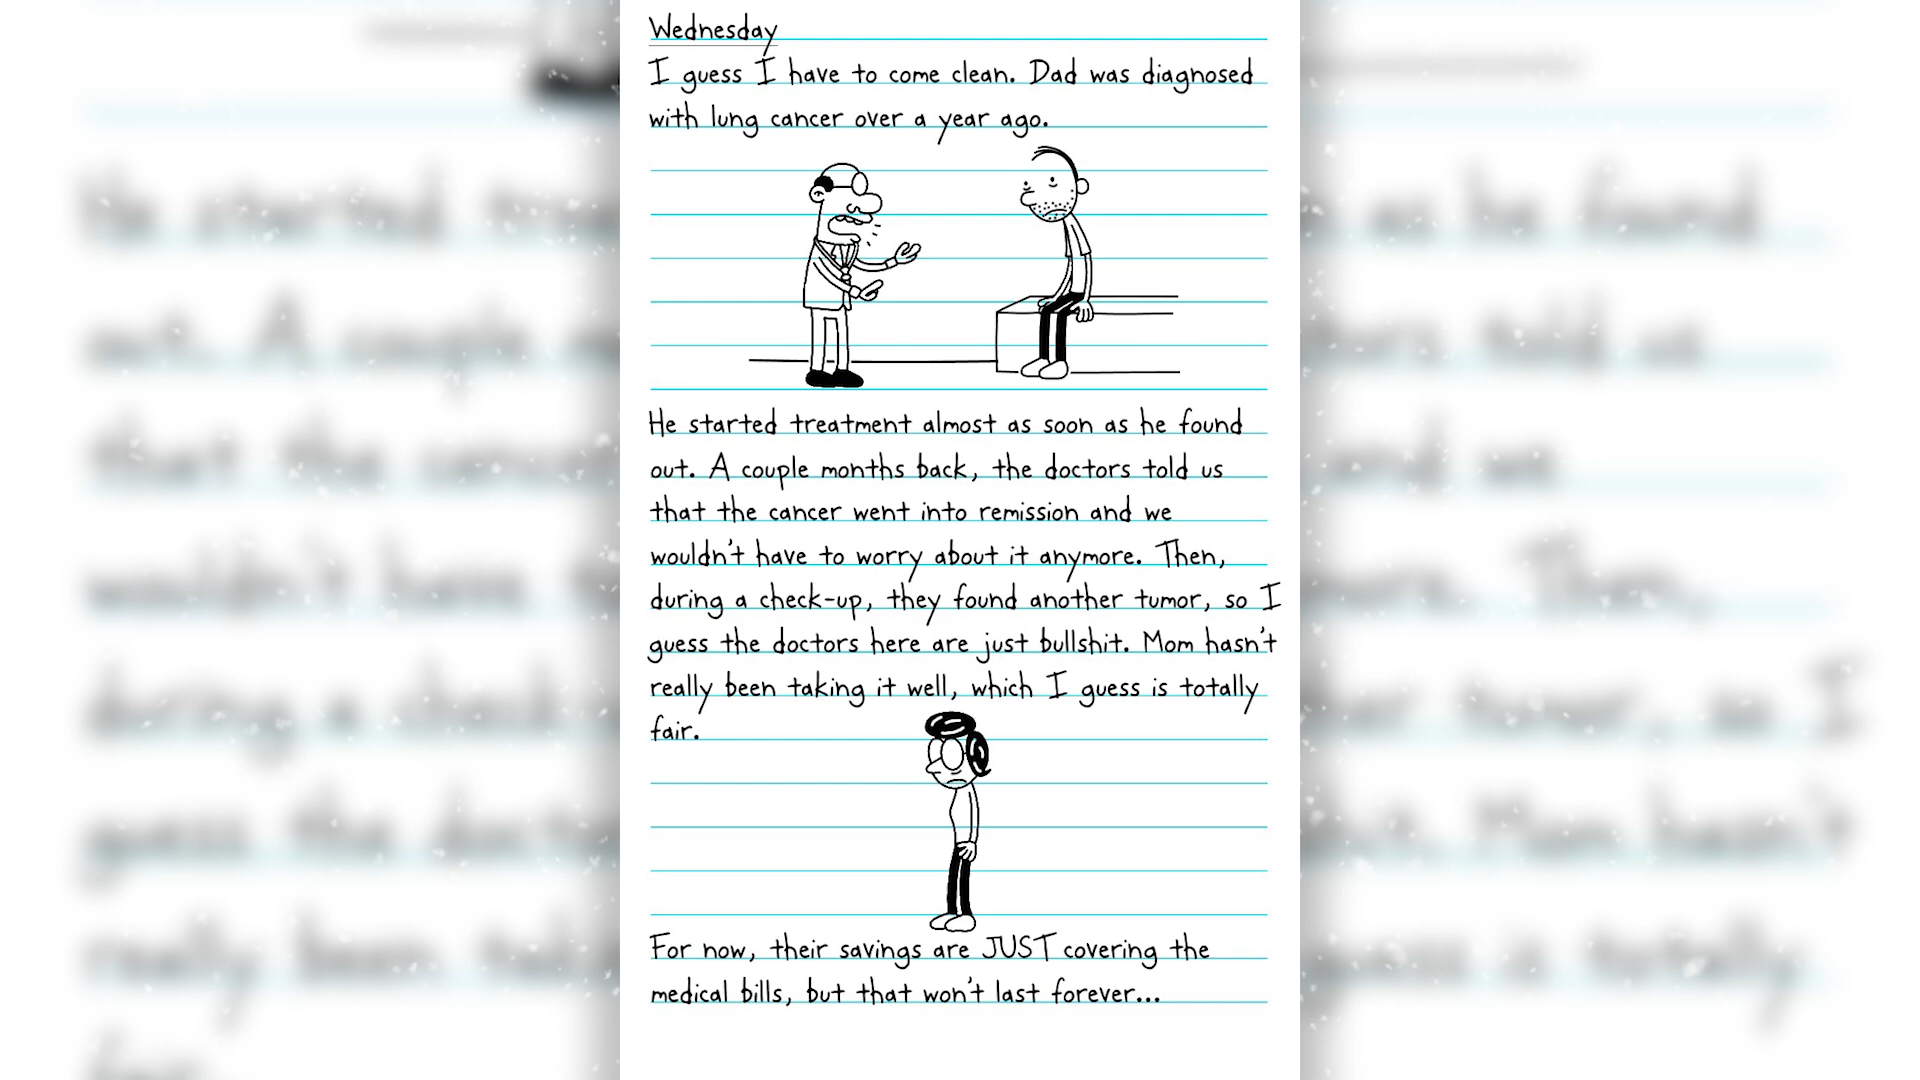 Wednesday
I guess I have to come clean. Dad was diagnosed
with lung cancer over a year ago.
He started treatment almost as soon as he found
out. A couple months back, the doctors told us
that the cancer went into remission and we
wouldn't have to worry about it anymore. Then,
during a check-up, they found another tumor, so I
guess the doctors here are just bullshit. Mom hasn't
really been taking it well, which I guess is totally
fair.
For now, their savings are JUST covering the
medical bills, but that won't last forever...